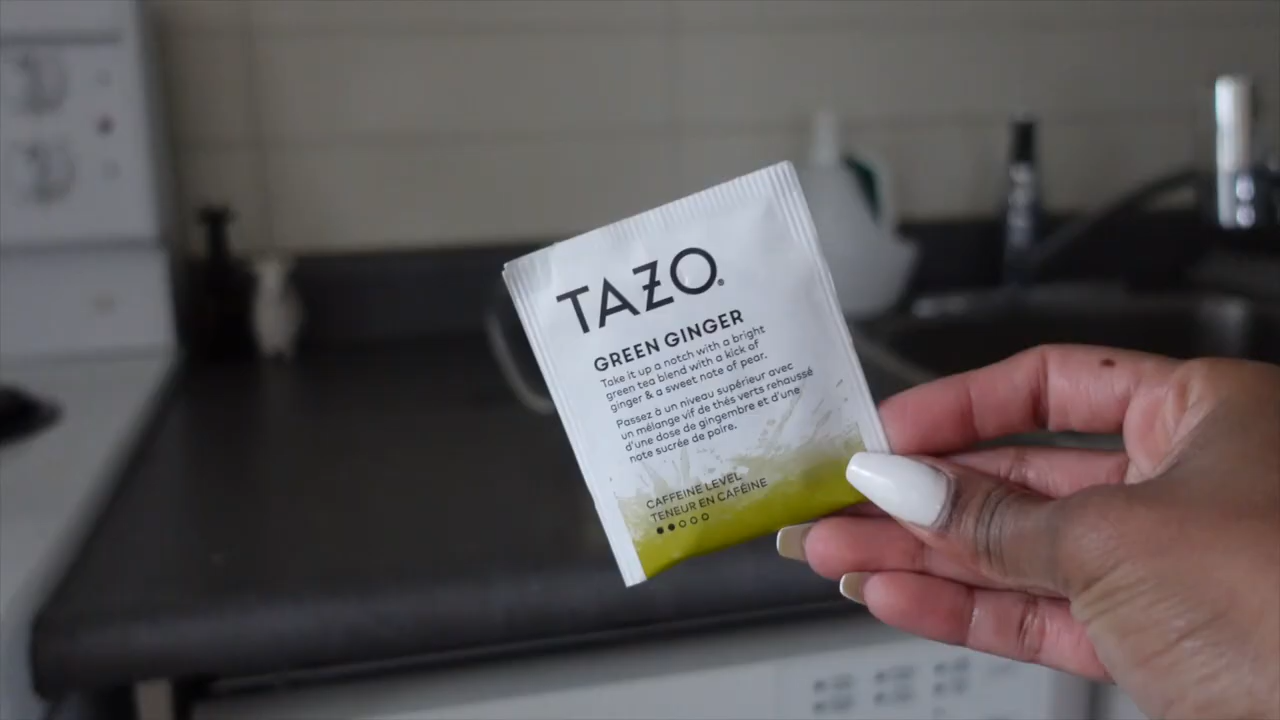 TAZO®
GREEN GINGER
Take it up a notch with a bright
green tea blend with a kick of
ginger & a sweet note of pear.
Passez à un niveau supérieur avec
un mélange vif de thés verts rehaussé
d'une dose de gingembre et d'une
note sucrée de poire.
CAFFEINE LEVEL
TENEUR EN CAFÉINE